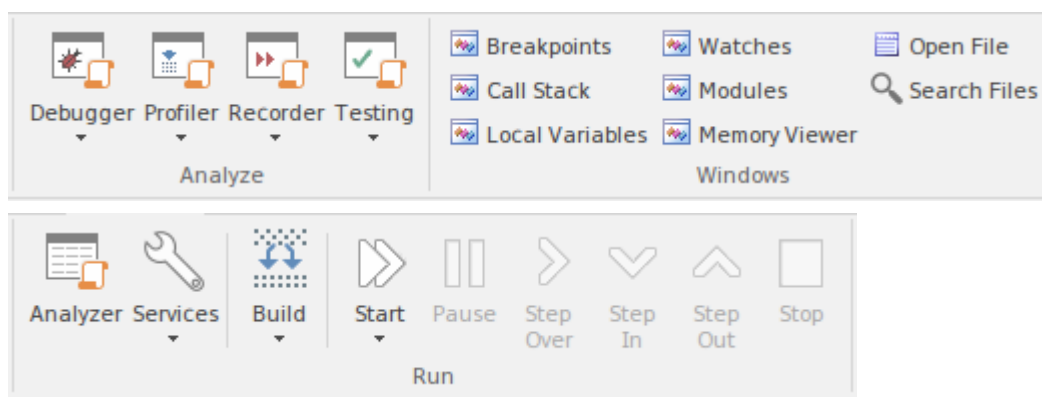 Debugger Profiler Recorder Testing
Analyze
Breakpoints Watches Open File
Call Stack Modules Search Files
Local Variables Memory Viewer
Windows
Analyzer Services Build Start Pause Step Over Step In Step Out Stop
Run